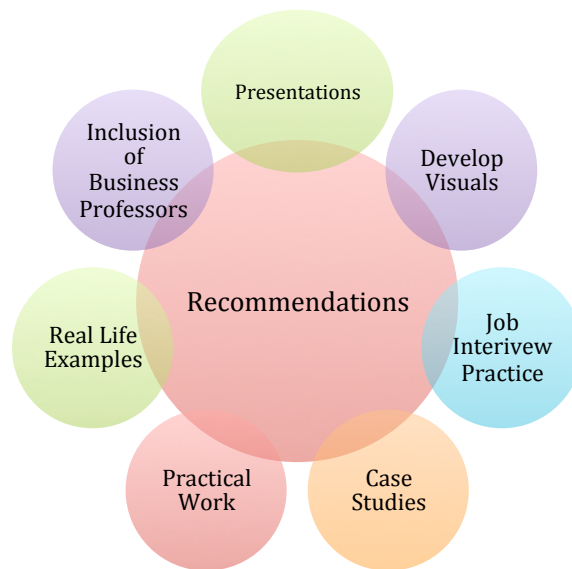 Presentations
Develop
Visuals
Job
Interivew
Practice
Case
Studies
Practical
Work
Real Life
Examples
Inclusion
of
Business
Professors
Recommendations